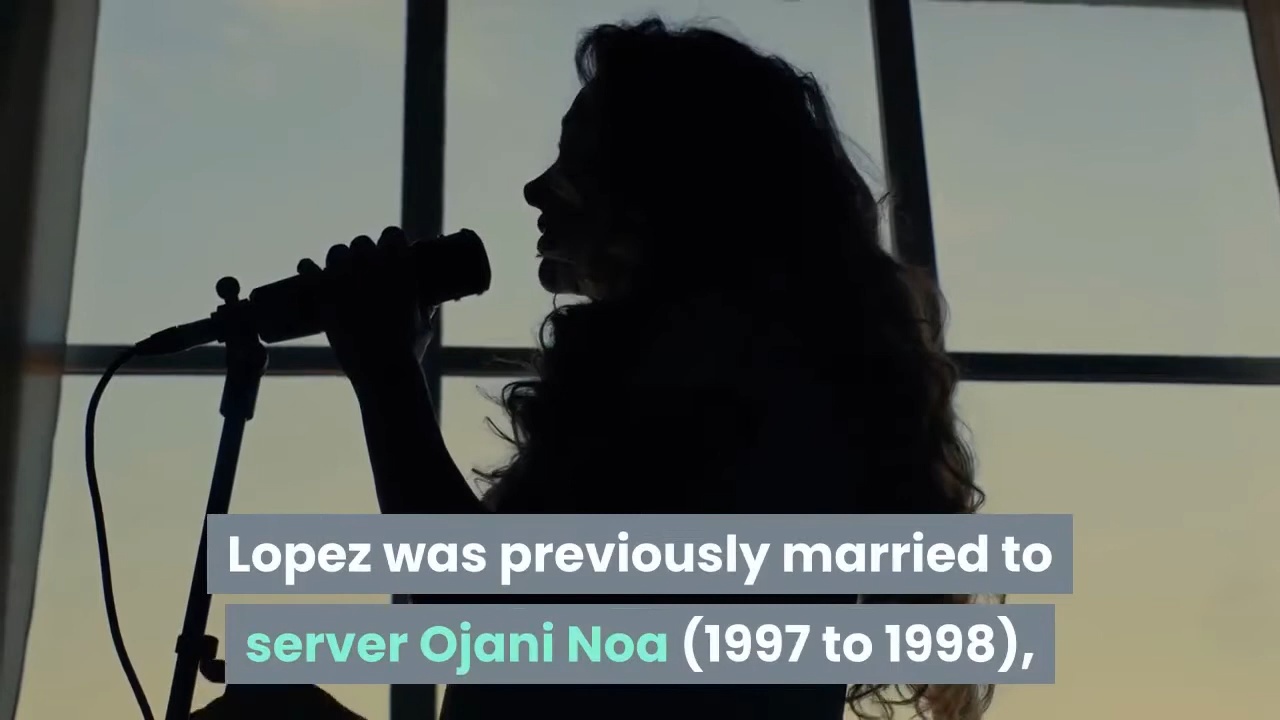 Lopez was previously married to
server Ojani Noa (1997 to 1998),